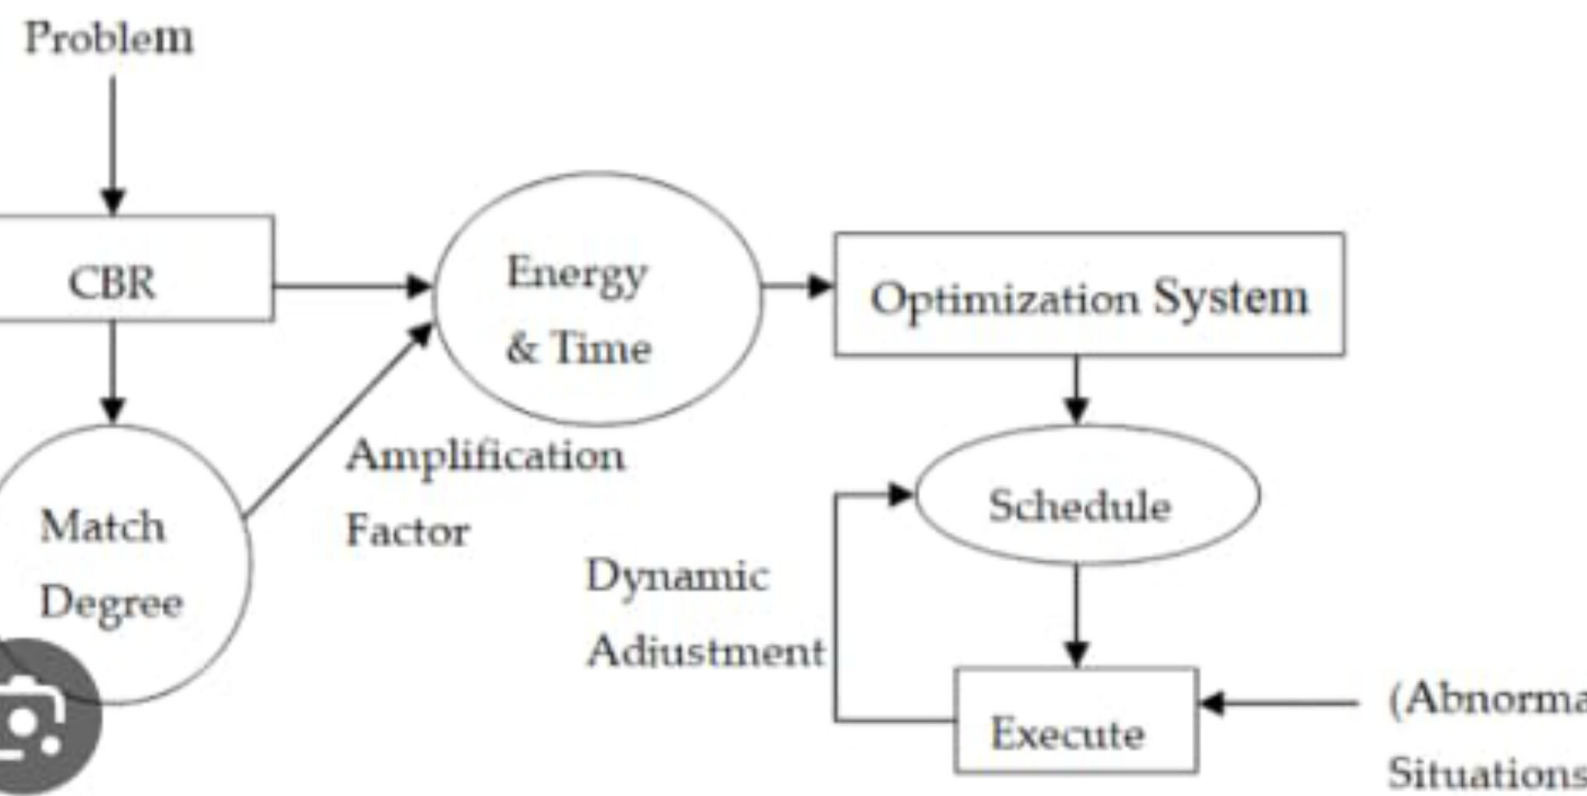 Problem
CBR
Energy
& Time
Optimization System
Amplification
Factor
Match
Degree
Schedule
Dynamic
Adjustment
Execute
(Abnorma
Situations